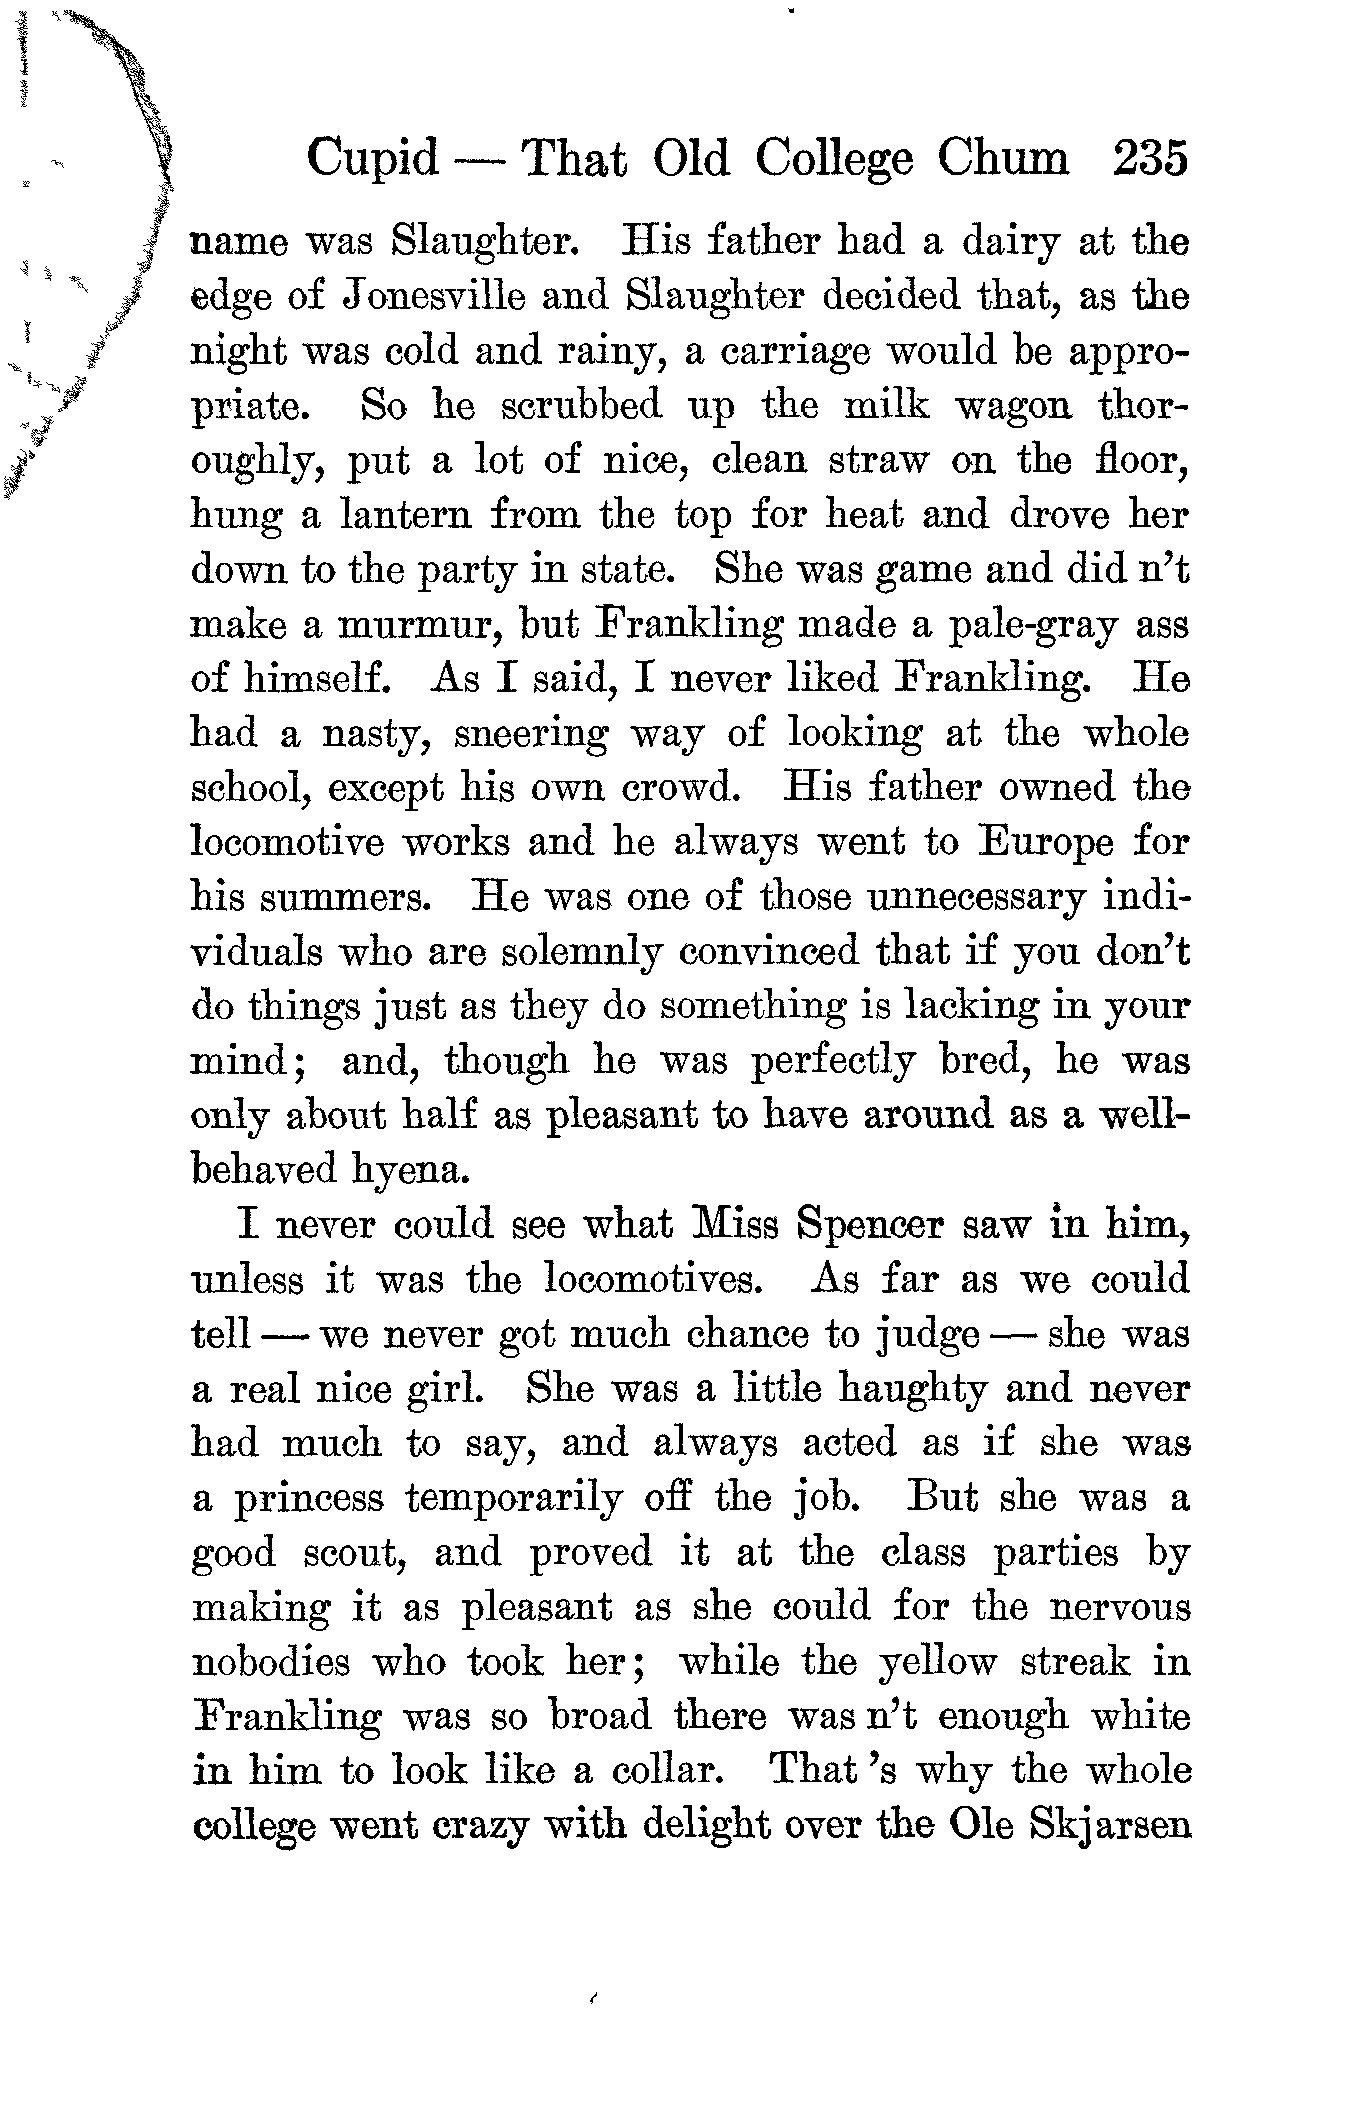 Cupid — That Old College Chum 235
name was Slaughter. His father had a dairy at the
edge of Jonesville and Slaughter decided that, as the
night was cold and rainy, a carriage would be appro-
priate. So he scrubbed up the milk wagon thor-
oughly, put a lot of nice, clean straw on the floor,
hung a lantern from the top for heat and drove her
down to the party in state. She was game and did n't
make a murmur, but Frankling made a pale-gray ass
of himself. As I said, I never liked Frankling. He
had a nasty, sneering way of looking at the whole
school, except his own crowd. His father owned the
locomotive works and he always went to Europe for
his summers. He was one of those unnecessary indi-
viduals who are solemnly convinced that if you don't
do things just as they do something is lacking in your
mind; and, though he was perfectly bred, he was
only about half as pleasant to have around as a well-
behaved hyena.
I never could see what Miss Spencer saw in him,
unless it was the locomotives. As far as we could
tell — we never got much chance to judge — she was
a real nice girl. She was a little haughty and never
had much to say, and always acted as if she was
a princess temporarily off the job. But she was a
good scout, and proved it at the class parties by
making it as pleasant as she could for the nervous
nobodies who took her; while the yellow streak in
Frankling was so broad there was n't enough white
in him to look like a collar. That 's why the whole
college went crazy with delight over the Ole Skjarsen